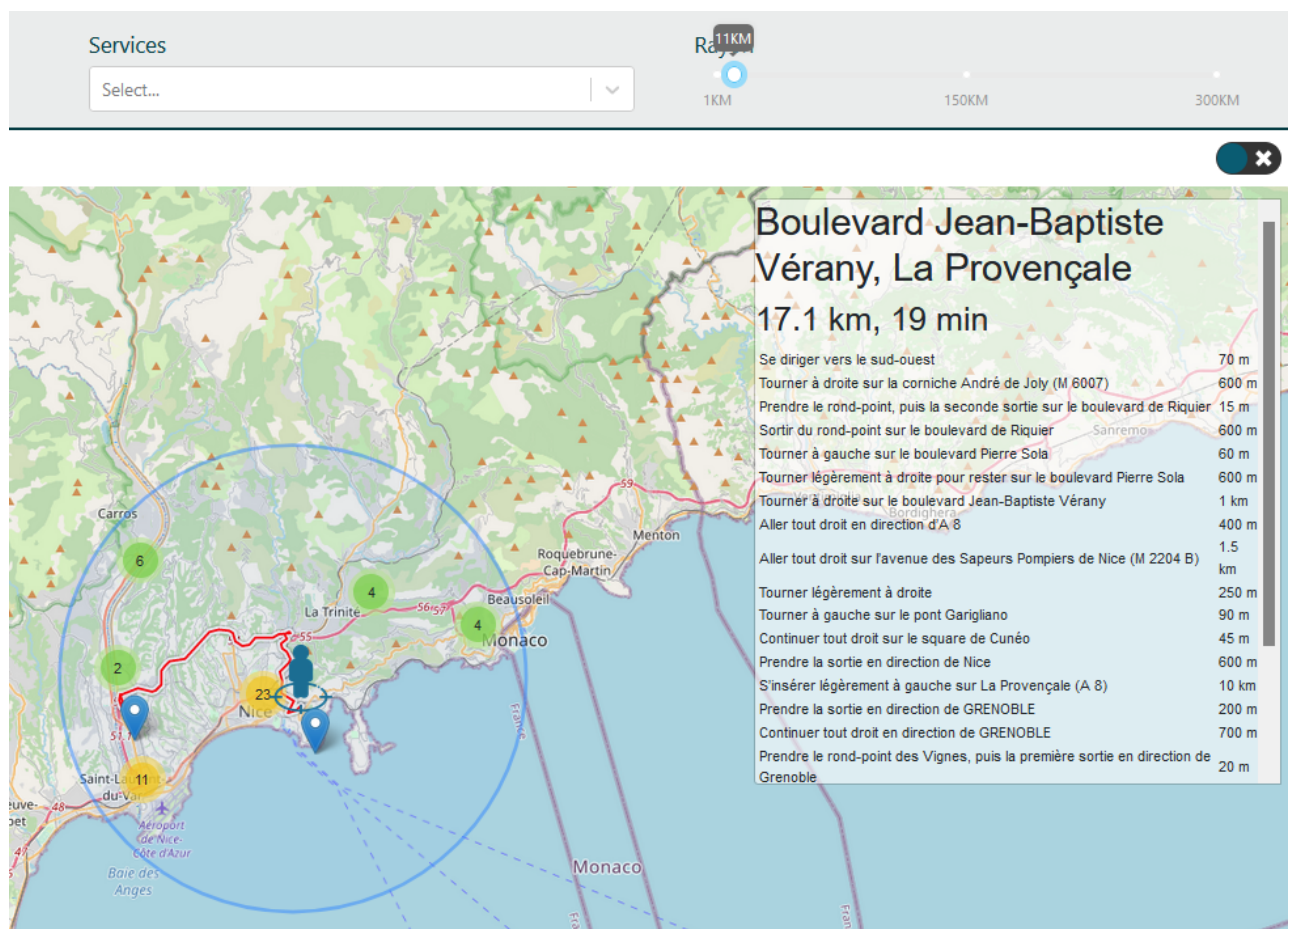 Services
Select...
11KM
1KM
150KM
300KM
Boulevard Jean-Baptiste
Vérany, La Provençale
17.1 km, 19 min
Se diriger vers le sud-ouest 70 m
Tourner à droite sur la corniche André de Joly (M 6007) 600 m
Prendre le rond-point, puis la seconde sortie sur le boulevard de Riquier 15 m
Sortir du rond-point sur le boulevard de Riquier 600 m
Tourner à gauche sur le boulevard Pierre Sola 60 m
Tourner légèrement à droite pour rester sur le boulevard Pierre Sola 600 m
Tourner à droite sur le boulevard Jean-Baptiste Vérany 1 km
Aller tout droit en direction d'A 8 400 m
Aller tout droit sur l'avenue des Sapeurs Pompiers de Nice (M 2204 B) 1.5
km
Tourner légèrement à droite 250 m
Tourner à gauche sur le pont Garigliano 90 m
Continuer tout droit sur le square de Cunéo 45 m
Prendre la sortie en direction de Nice 600 m
S'insérer légèrement à gauche sur La Provençale (A 8) 10 km
Prendre la sortie en direction de GRENOBLE 200 m
Continuer tout droit en direction de GRENOBLE 700 m
Prendre le rond-point des Vignes, puis la première sortie en direction de
Grenoble 20 m
Sanremo
Bordighera
59
Carros
Menton
6
Roquebrune-
Cap-Martin
4
Beausoleil
La Trinité
56
57
4
Monaco
55
2
23
Nice
France
11
Saint-Laurent-
du-Var
48
47
Aéroport
de Nice-
Côte d'Azur
Baie des
Anges
Monaco